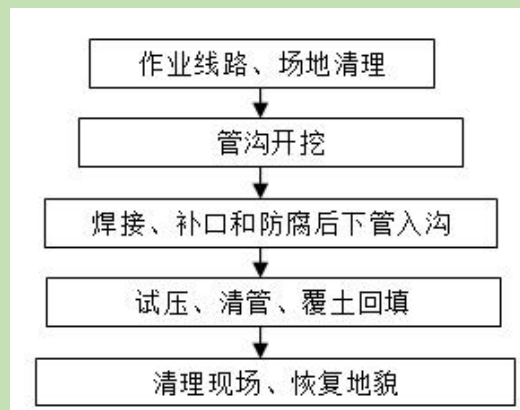 作业线路、场地清理
管沟开挖
焊接、补口和防腐后下管入沟
试压、清管、覆土回填
清理现场、恢复地貌